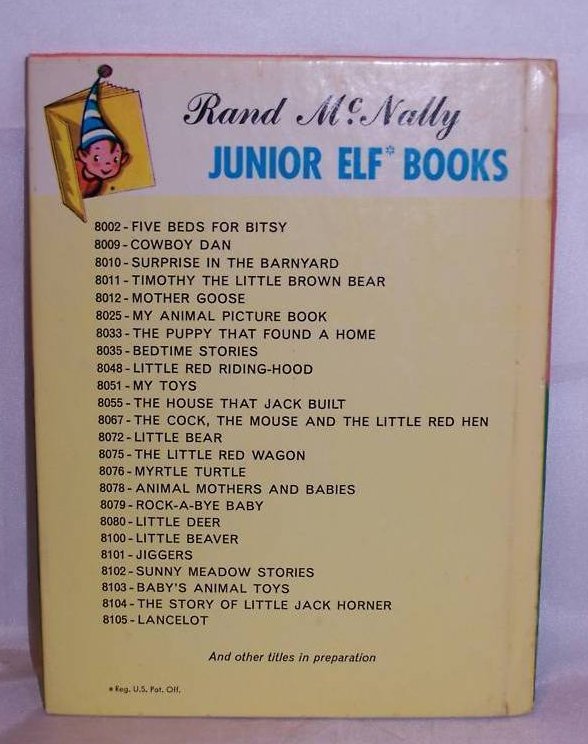 Rand McNally
JUNIOR ELF* BOOKS
8002 - FIVE BEDS FOR BITSY
8009 - COWBOY DAN
8010 - SURPRISE IN THE BARNYARD
8011 - TIMOTHY THE LITTLE BROWN BEAR
8012 - MOTHER GOOSE
8025 - MY ANIMAL PICTURE BOOK
8033 - THE PUPPY THAT FOUND A HOME
8035 - BEDTIME STORIES
8048 - LITTLE RED RIDING-HOOD
8051 - MY TOYS
8055 - THE HOUSE THAT JACK BUILT
8067 - THE COCK, THE MOUSE AND THE LITTLE RED HEN
8072 - LITTLE BEAR
8075 - THE LITTLE RED WAGON
8076 - MYRTLE TURTLE
8078 - ANIMAL MOTHERS AND BABIES
8079 - ROCK-A-BYE BABY
8080 - LITTLE DEER
8100 - LITTLE BEAVER
8101 - JIGGERS
8102 - SUNNY MEADOW STORIES
8103 - BABY'S ANIMAL TOYS
8104 - THE STORY OF LITTLE JACK HORNER
8105 - LANCELOT
And other titles in preparation
* Reg. U.S. Pat. Off.